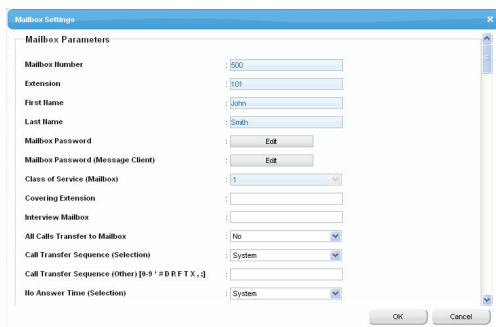 Mailbox Settings
Mailbox Parameters
Mailbox Number : 500
Extension : 101
First Name : John
Last Name : Smith
Mailbox Password : Edit
Mailbox Password (Message Client) : Edit
Class of Service (Mailbox) : 1
Covering Extension :
Interview Mailbox :
All Calls Transfer to Mailbox : No
Call Transfer Sequence (Selection) : System
Call Transfer Sequence (Other) [0-9 * # D R F T X , ;] :
No Answer Time (Selection) : System
OK Cancel